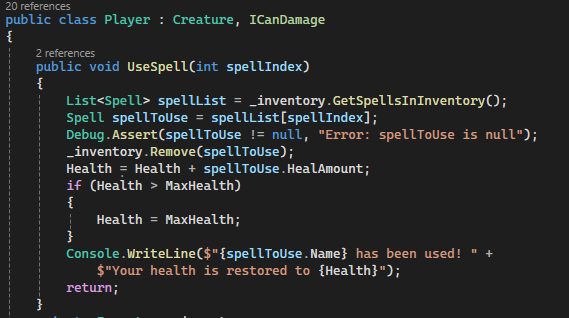 20 references
public class Player : Creature, ICanDamage
{
2 references
public void UseSpell(int spellIndex)
{
List<Spell> spellList = _inventory.GetSpellsInInventory();
Spell spellToUse = spellList[spellIndex];
Debug.Assert(spellToUse != null, "Error: spellToUse is null");
_inventory.Remove(spellToUse);
Health = Health + spellToUse.HealAmount;
if (Health > MaxHealth)
{
Health = MaxHealth;
}
Console.WriteLine($"{spellToUse.Name} has been used! " +
$"Your health is restored to {Health}");
return;
}